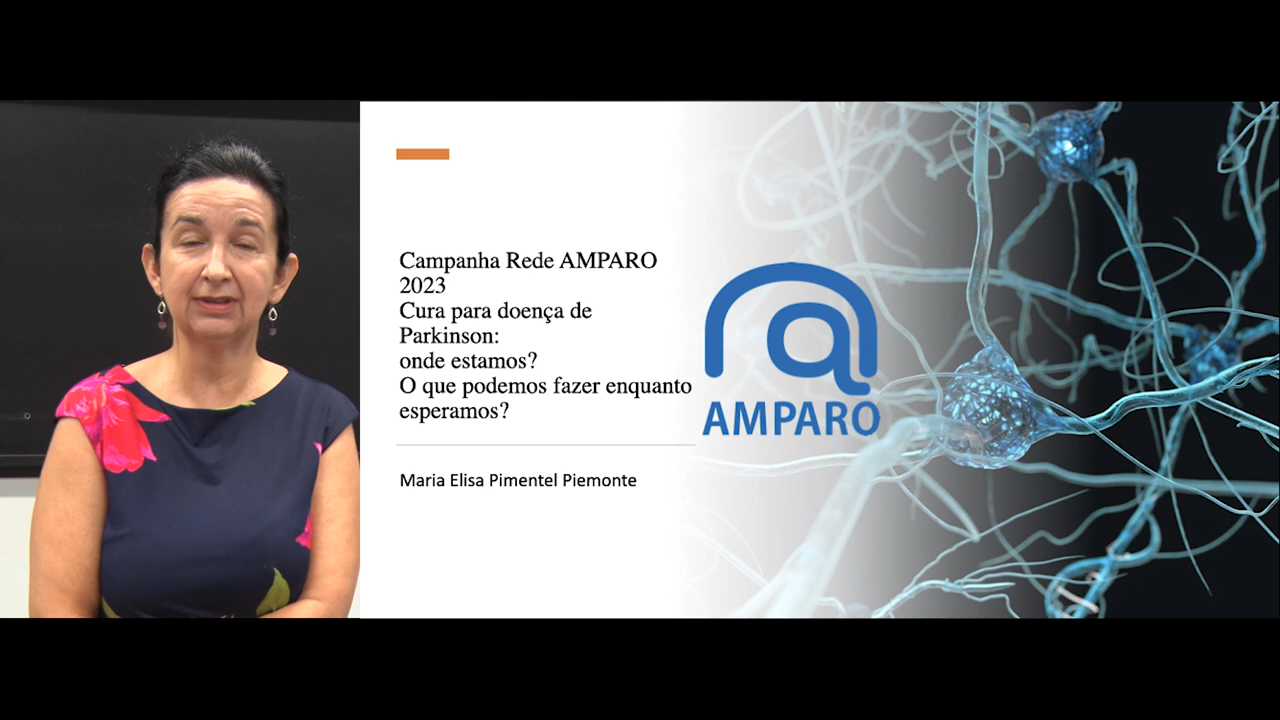 Campanha Rede AMPARO
2023
Cura para doença de
Parkinson:
onde estamos?
O que podemos fazer enquanto
esperamos?
AMPARO
Maria Elisa Pimentel Piemonte